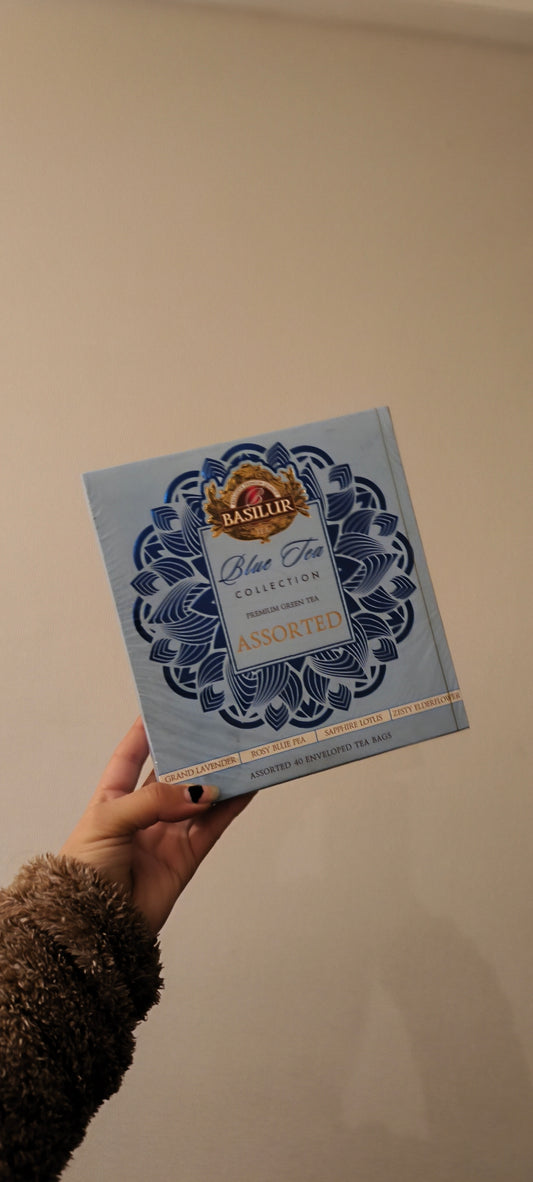 BASILUR
Blue Tea
COLLECTION
PREMIUM GREEN TEA
ASSORTED
GRAND LAVENDER ROSY BLUE PEA SAPPHIRE LOTUS ZESTY ELDERFLOWER
ASSORTED 40 ENVELOPED TEA BAGS